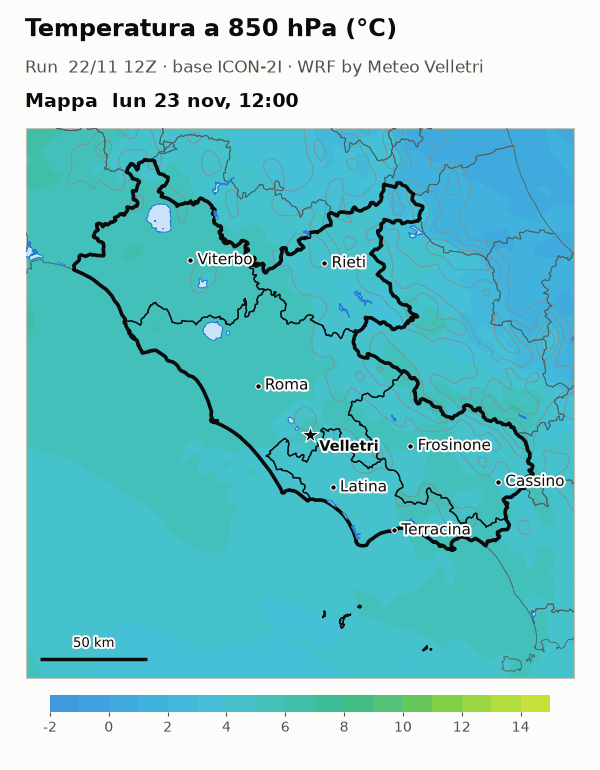 Temperatura a 850 hPa (°C)
Run  22/11 12Z · base ICON-2I · WRF by Meteo Velletri
Mappa  lun 23 nov, 12:00
Viterbo
Rieti
Roma
Velletri
Frosinone
Cassino
Latina
Terracina
50 km
-2 0 2 4 6 8 10 12 14